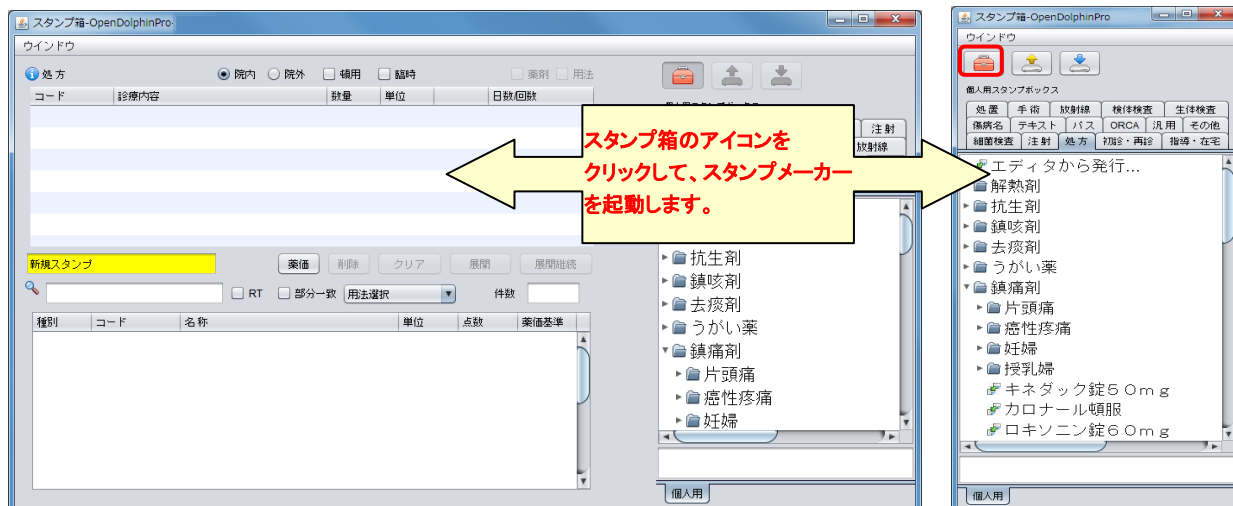 スタンプ箱-OpenDolphinPro-
ウインドウ
処方
院内 院外 頓用 臨時 薬剤 用法
コード 診療内容 数量 単位 日数/回数
注射
放射線
スタンプ箱のアイコンを
クリックして、スタンプメーカー
を起動します。
新規スタンプ
薬価 削除 クリア 展開 展開継続
RT 部分一致 用法選択 件数
種別 コード 名称 単位 点数 薬価基準
抗生剤
鎮咳剤
去痰剤
うがい薬
鎮痛剤
片頭痛
癌性疼痛
妊婦
個人用
スタンプ箱-OpenDolphinPro
ウインドウ
個人用スタンプボックス
処置 手術 放射線 検体検査 生体検査
傷病名 テキスト パス ORCA 汎用 その他
細菌検査 注射 処方 初診・再診 指導・在宅
エディタから発行...
解熱剤
抗生剤
鎮咳剤
去痰剤
うがい薬
鎮痛剤
片頭痛
癌性疼痛
妊婦
授乳婦
キネダック錠50mg
カロナール頓服
ロキソニン錠60mg
個人用